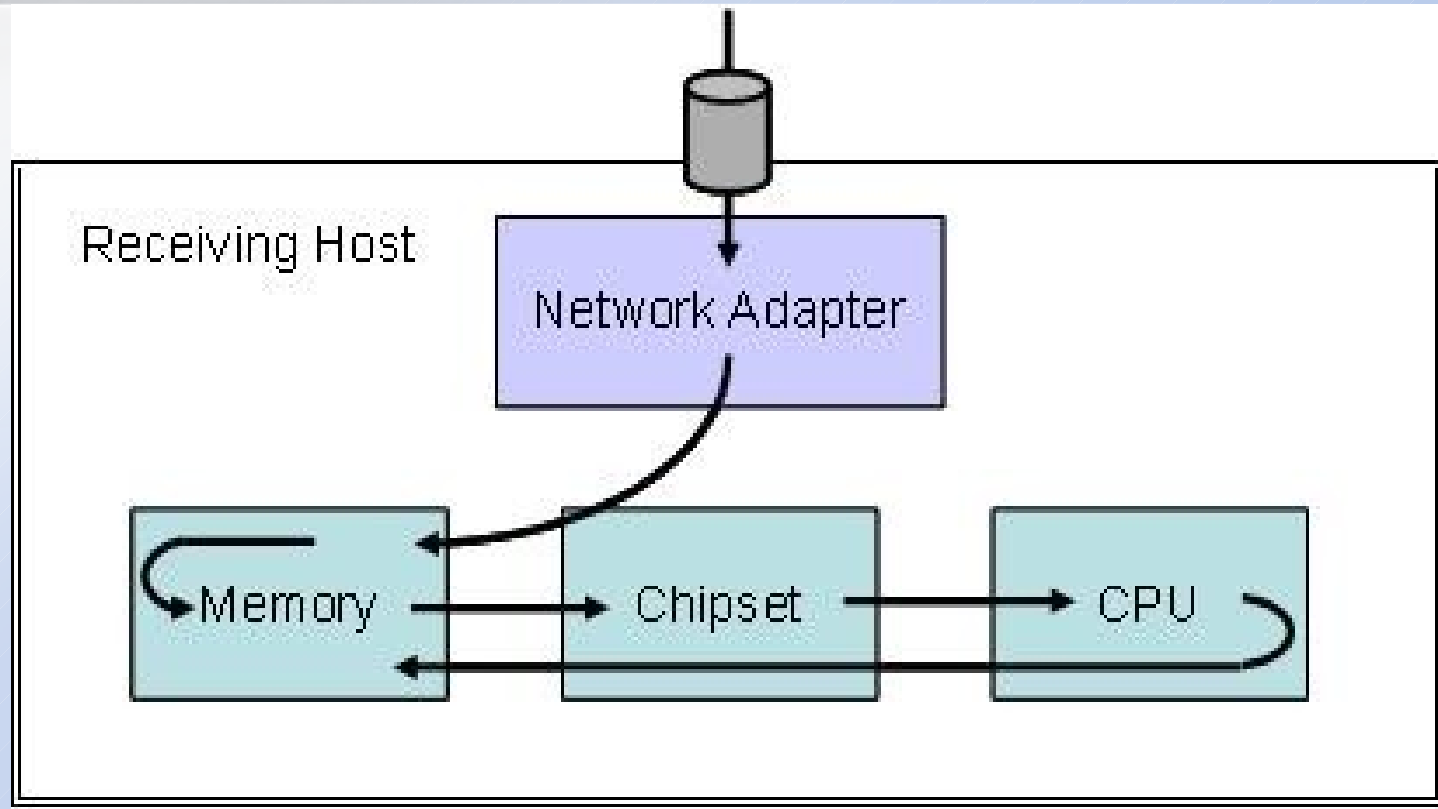 Receiving Host
Network Adapter
Memory
Chipset
CPU